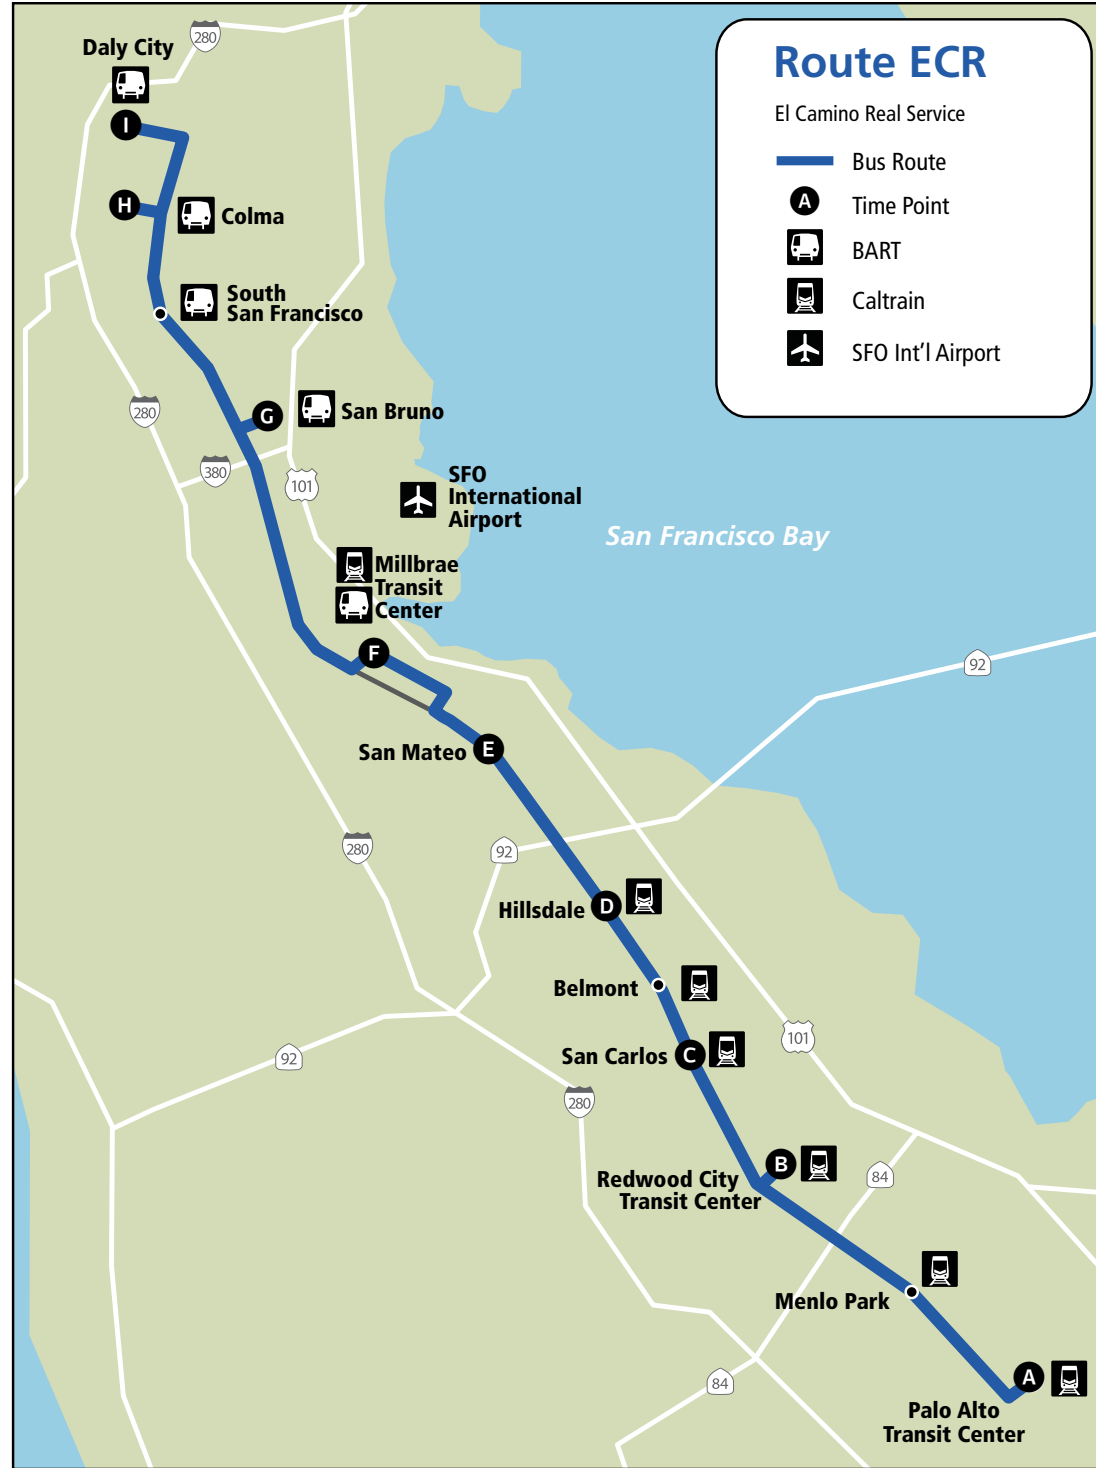 Route ECR
El Camino Real Service
Bus Route
A
Time Point
BART
Caltrain
SFO Int'l Airport
280
Daly City
I
H
Colma
South
San Francisco
280
G
San Bruno
380
101
SFO
International
Airport
San Francisco Bay
Millbrae
Transit
Center
F
92
San Mateo
E
280
92
Hillsdale
D
Belmont
101
San Carlos
C
92
280
B
Redwood City
Transit Center
84
Menlo Park
84
A
Palo Alto
Transit Center